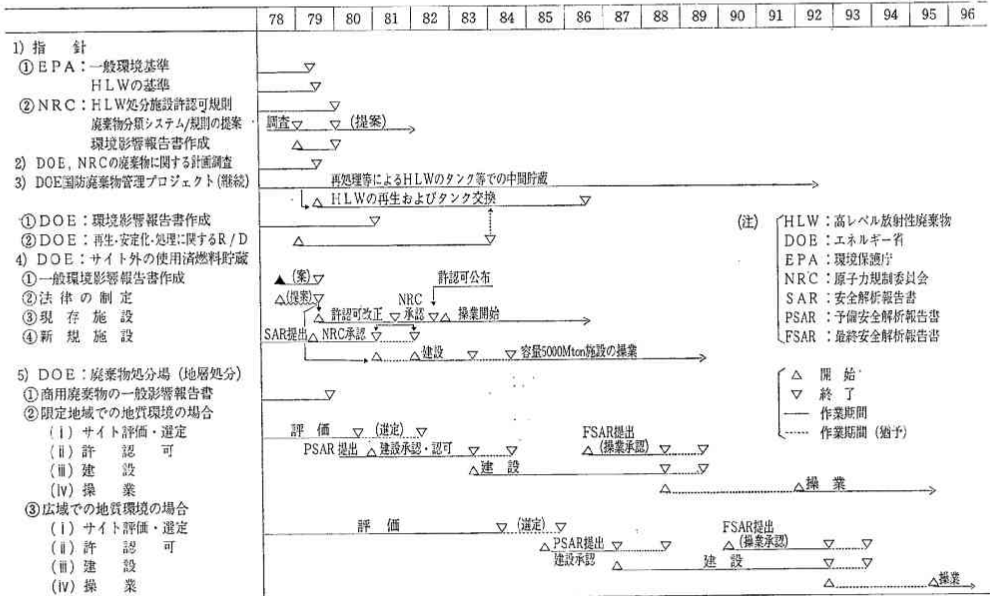 78 79 80 81 82 83 84 85 86 87 88 89 90 91 92 93 94 95 96
1) 指 針
①EPA：一般環境基準
HLWの基準
②NRC：HLW処分施設許認可規則
廃棄物分類システム/規則の提案 調査 (提案)
環境影響報告書作成
2) DOE, NRCの廃棄物に関する計画調査
3) DOE国防廃棄物管理プロジェクト(継続) 再処理等によるHLWのタンク等での中間貯蔵
HLWの再生およびタンク交換
①DOE：環境影響報告書作成
②DOE：再生・安定化・処理に関するR/D
4) DOE：サイト外の使用済燃料貯蔵
①一般環境影響報告書作成 (案) 許認可公布
②法律の制定 (提案) NRC
③現存施設 許認可改正 承認 操業開始
④新規施設 SAR提出 NRC承認
建設 容量5000Mton施設の操業
5) DOE：廃棄物処分場 (地層処分)
①商用廃棄物の一般影響報告書
②限定地域での地質環境の場合
(i) サイト評価・選定 評 価 (選定) FSAR提出
(ii) 許 認 可 PSAR提出 建設承認・認可 (操業承認)
(iii) 建 設 建 設
(iv) 操 業 操 業
③広域での地質環境の場合
(i) サイト評価・選定 評 価 (選定) FSAR提出
(ii) 許 認 可 PSAR提出 (操業承認)
建設承認
(iii) 建 設 建 設
(iv) 操 業 操業
(注)
HLW：高レベル放射性廃棄物
DOE：エネルギー省
EPA：環境保護庁
NRC：原子力規制委員会
SAR：安全解析報告書
PSAR：予備安全解析報告書
FSAR：最終安全解析報告書
△ 開 始
▽ 終 了
作業期間
作業期間 (猶予)